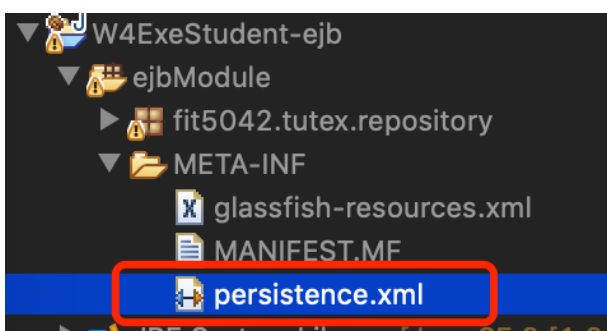 W4ExeStudent-ejb
ejbModule
fit5042.tutex.repository
META-INF
glassfish-resources.xml
MANIFEST.MF
persistence.xml